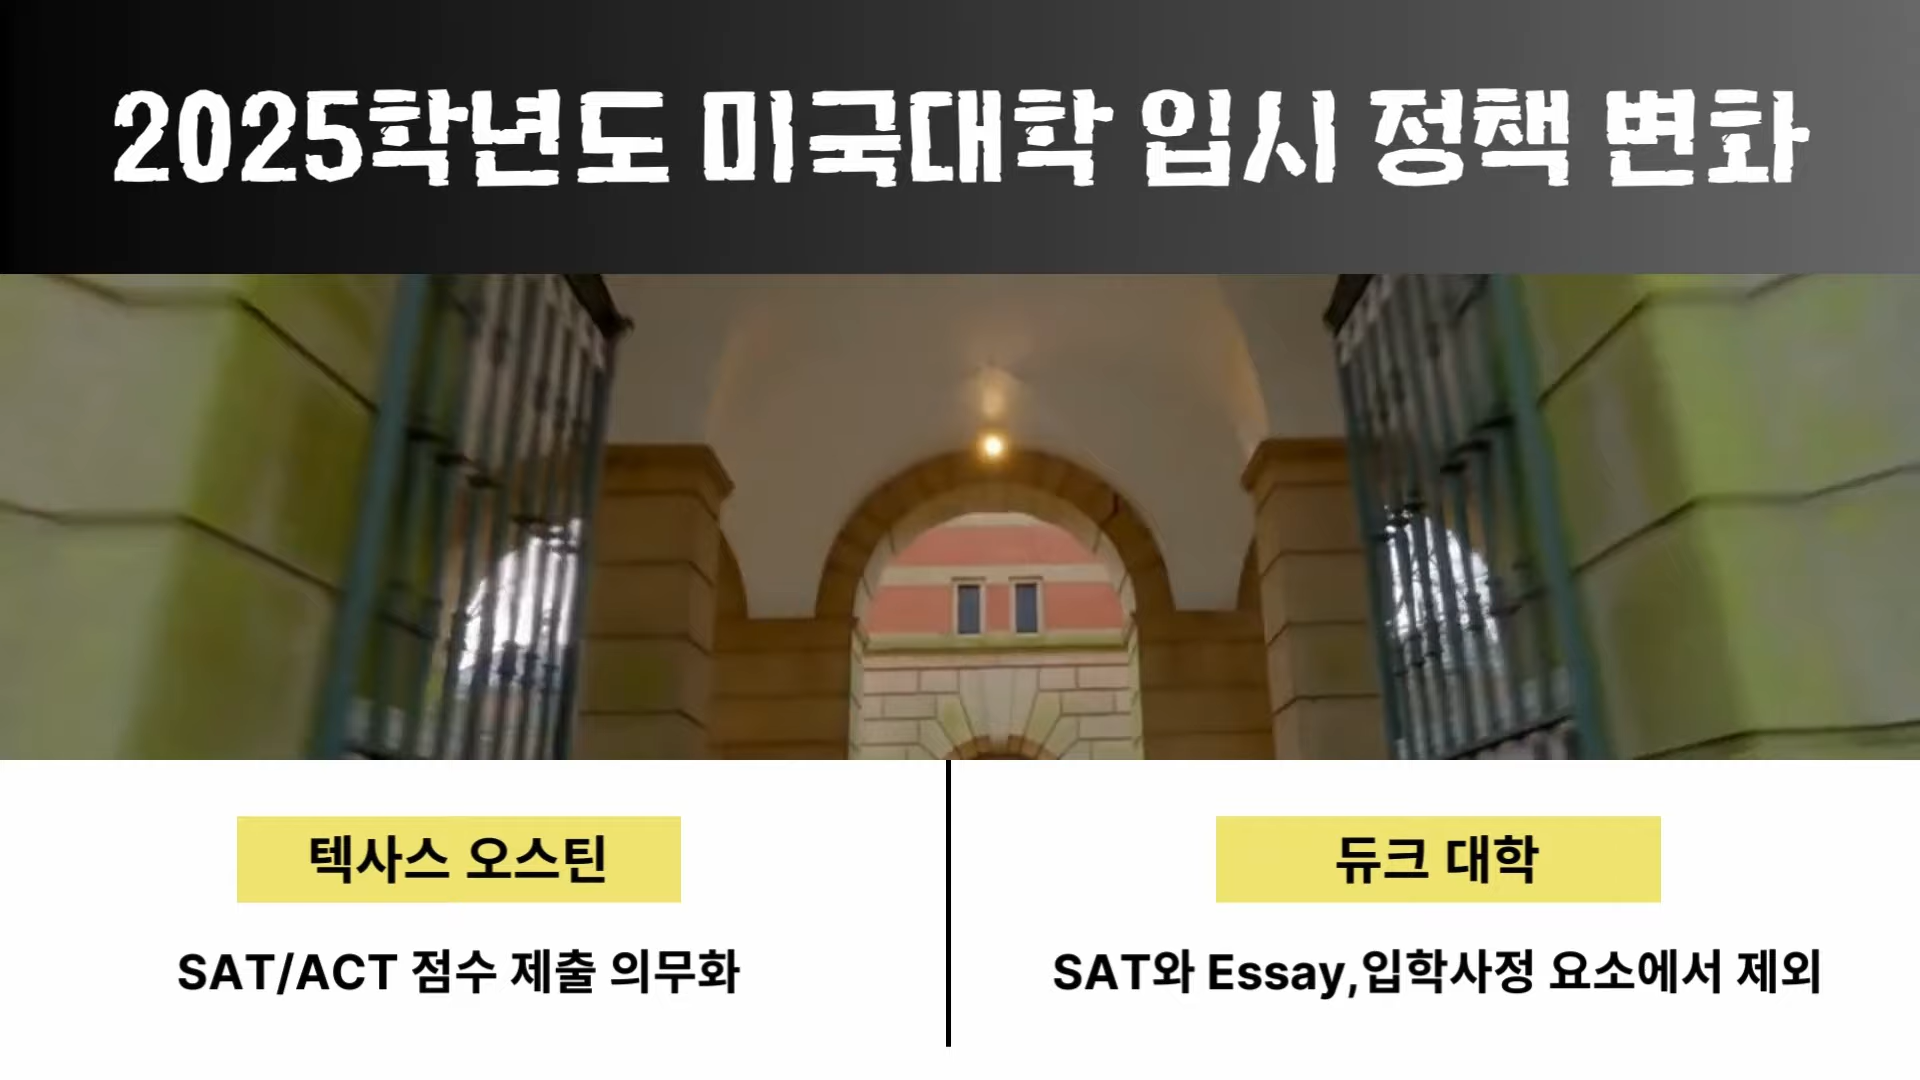 2025학년도 미국대학 입시 정책 변화
텍사스 오스틴
SAT/ACT 점수 제출 의무화
듀크 대학
SAT와 Essay,입학사정 요소에서 제외